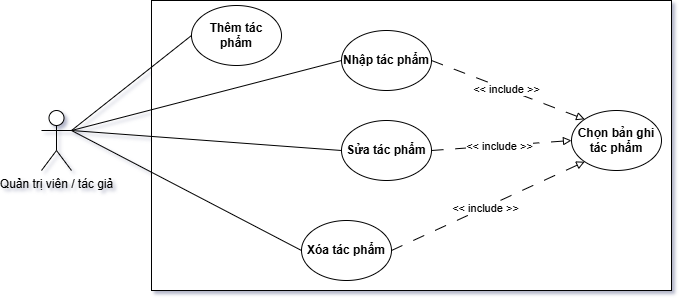 Thêm tác
phẩm
Nhập tác phẩm
<< include >>
Chọn bản ghi
tác phẩm
Sửa tác phẩm
<< include >>
Quản trị viên / tác giả
<< include >>
Xóa tác phẩm